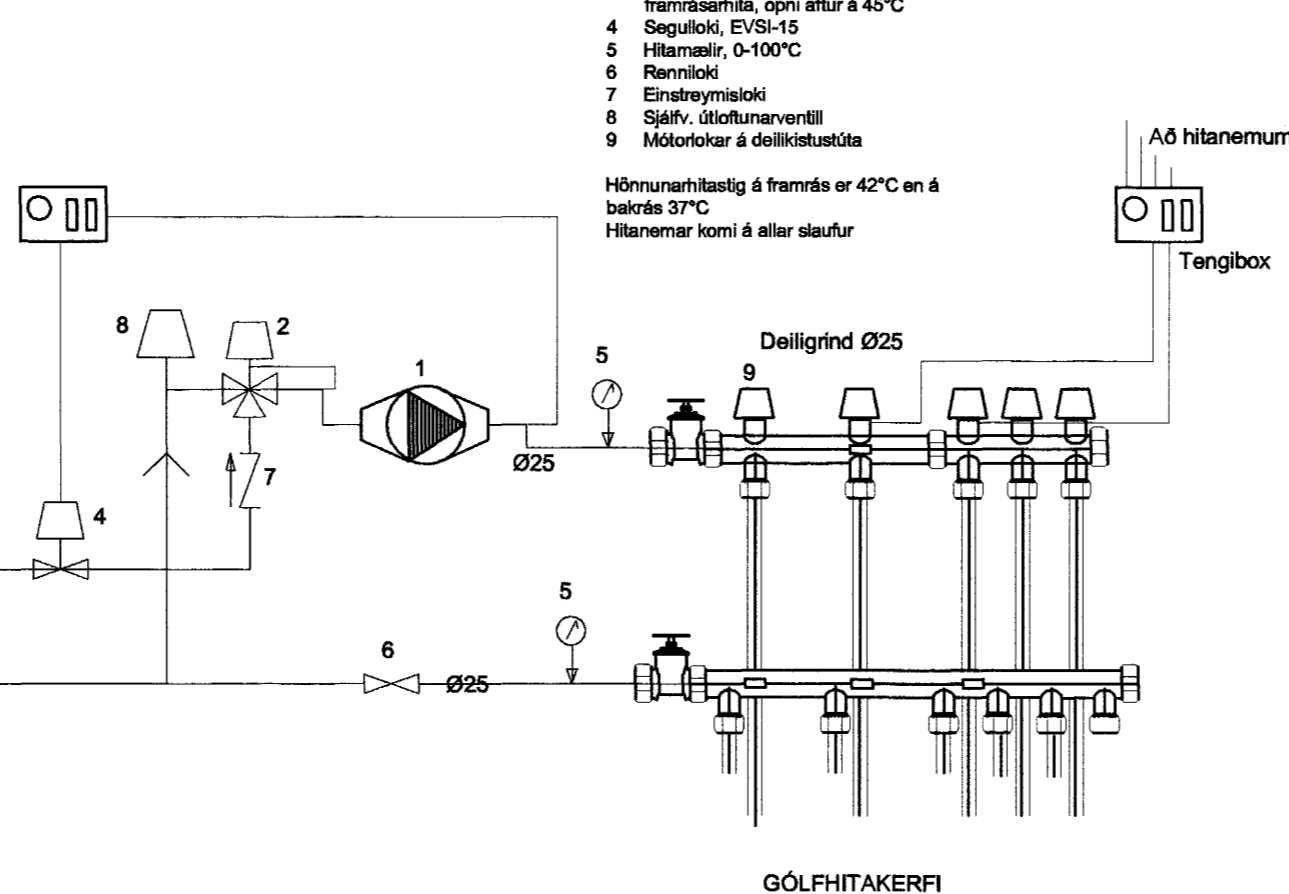 framrásarhita, opni aftur á 45°C
4 Segulloki, EVSI-15
5 Hitamælir, 0-100°C
6 Renniloki
7 Einstreymisloki
8 Sjálfv. útloftunarventill
9 Mótorlokar á deilikistustúta
Hönnunarhitastig á framrás er 42°C en á
bakrás 37°C
Hitanemar komi á allar slaufur
Að hitanemum
Tengibox
Deiligrind Ø25
8
2
1
5
9
Ø25
7
4
5
6
Ø25
GÓLFHITAKERFI